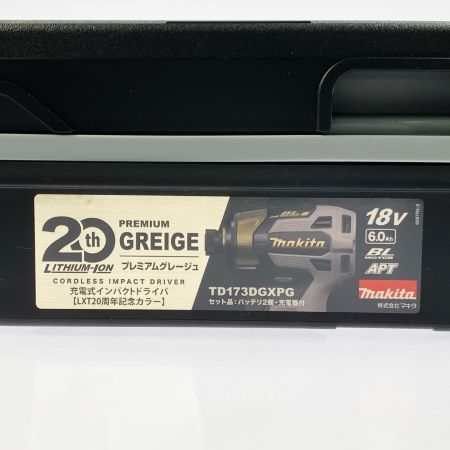 20th
LITHIUM-ION
PREMIUM
GREIGE
プレミアムグレージュ
CORDLESS IMPACT DRIVER
充電式インパクトドライバ
【LXT20周年記念カラー】
BL
makita
TD173DGXPG
セット品:バッテリ2個・充電器付
18V
6.0Ah
BL
MOTOR
APT
makita
株式会社マキタ